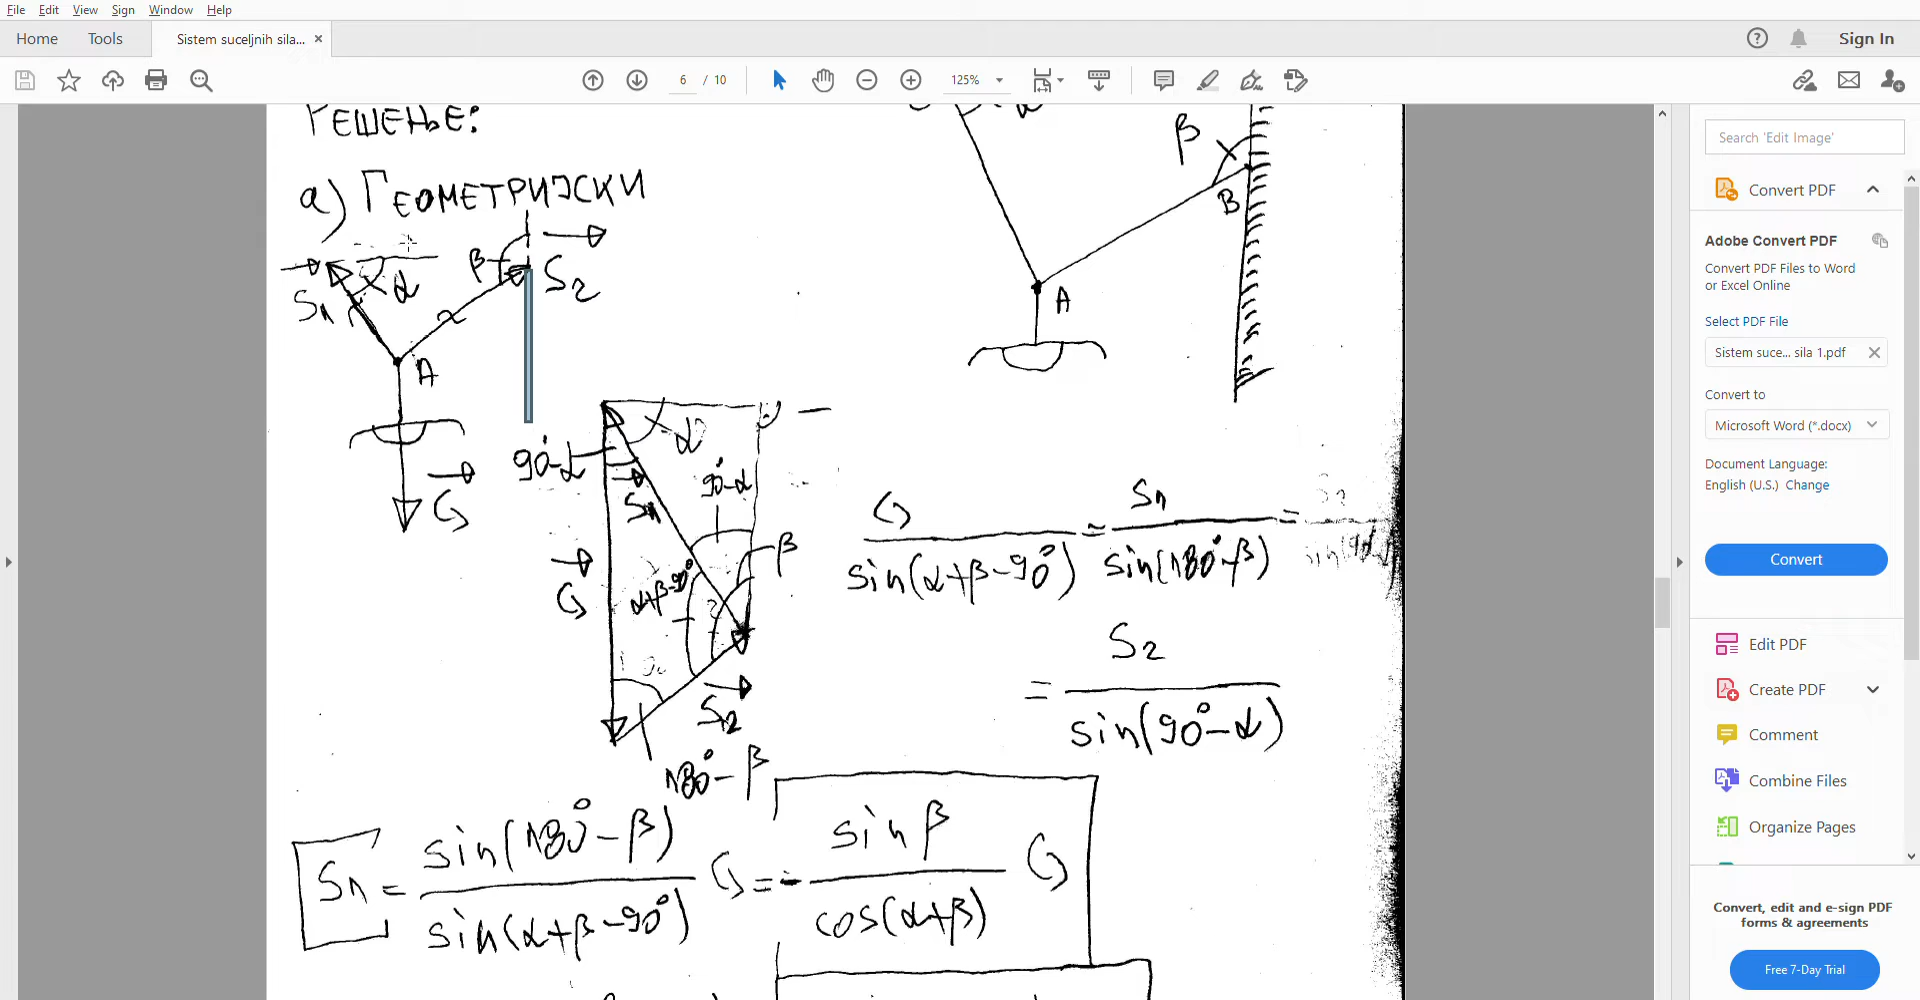 File Edit View Sign Window Help
Home Tools Sistem suceljnih sila... × Sign In
6 / 10 125%
РЕШЕЊЕ:
а) ГЕОМЕТРИЈСКИ
β
S₂
S₁
α
α
A
G
β
B
A
90°-α
α
S₁
90°-α
β
G
α+β-90°
S₂
180°-β
G / sin(α+β-90°) = S₁ / sin(180°-β) =
= S₂ / sin(90°-α)
S₁ = sin(180°-β) / sin(α+β-90°) G = - sin β / cos(α+β) G
Search 'Edit Image'
Convert PDF
Adobe Convert PDF
Convert PDF Files to Word
or Excel Online
Select PDF File
Sistem suce... sila 1.pdf
Convert to
Microsoft Word (*.docx)
Document Language:
English (U.S.) Change
Convert
Edit PDF
Create PDF
Comment
Combine Files
Organize Pages
Convert, edit and e-sign PDF
forms & agreements
Free 7-Day Trial